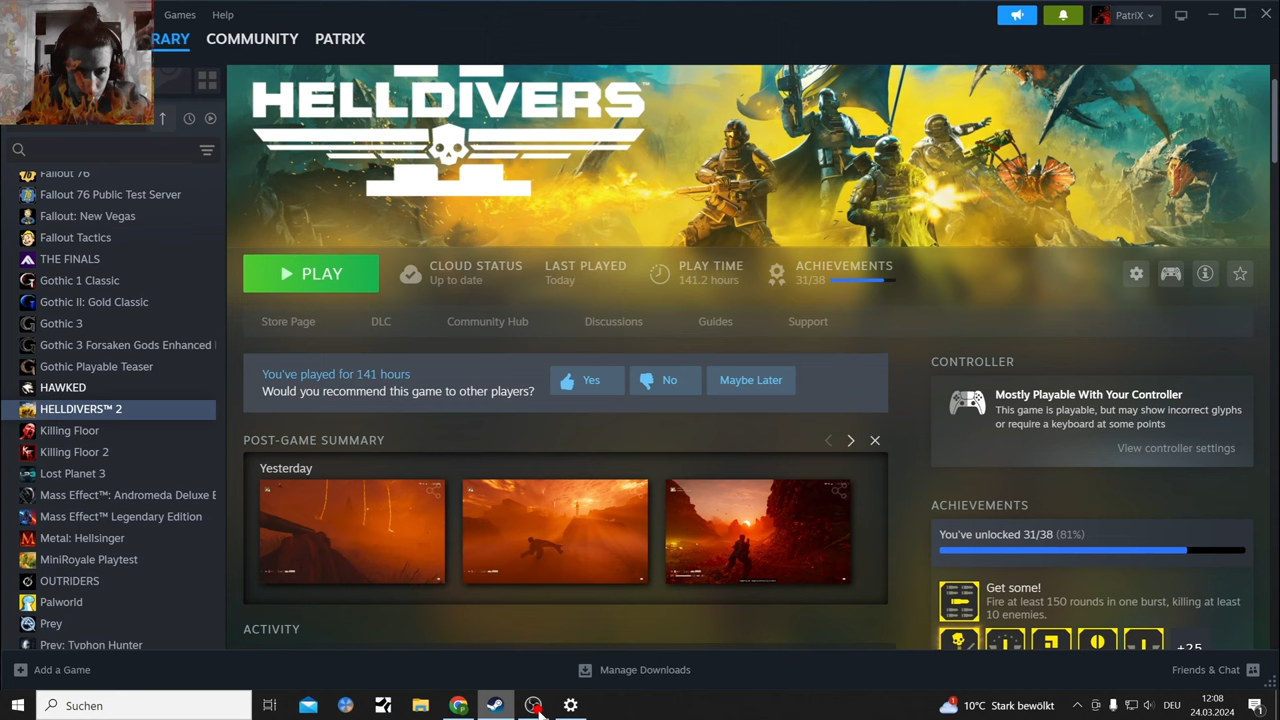 Games Help PatriX
RARY COMMUNITY PATRIX
HELLDIVERS
II
Fallout 76
Fallout 76 Public Test Server
Fallout: New Vegas
Fallout Tactics
THE FINALS
Gothic 1 Classic
Gothic II: Gold Classic
Gothic 3
Gothic 3 Forsaken Gods Enhanced
Gothic Playable Teaser
HAWKED
HELLDIVERS™ 2
Killing Floor
Killing Floor 2
Lost Planet 3
Mass Effect™: Andromeda Deluxe E
Mass Effect™ Legendary Edition
Metal: Hellsinger
MiniRoyale Playtest
OUTRIDERS
Palworld
Prey
Prey: Typhon Hunter
PLAY
CLOUD STATUS
Up to date
LAST PLAYED
Today
PLAY TIME
141.2 hours
ACHIEVEMENTS
31/38
Store Page DLC Community Hub Discussions Guides Support
You've played for 141 hours
Would you recommend this game to other players?
Yes No Maybe Later
POST-GAME SUMMARY
Yesterday
ACTIVITY
CONTROLLER
Mostly Playable With Your Controller
This game is playable, but may show incorrect glyphs
or require a keyboard at some points
View controller settings
ACHIEVEMENTS
You've unlocked 31/38 (81%)
Get some!
Fire at least 150 rounds in one burst, killing at least
10 enemies.
+25
Add a Game Manage Downloads Friends & Chat
Suchen 1 10°C Stark bewölkt DEU 12:08
24.03.2024 1